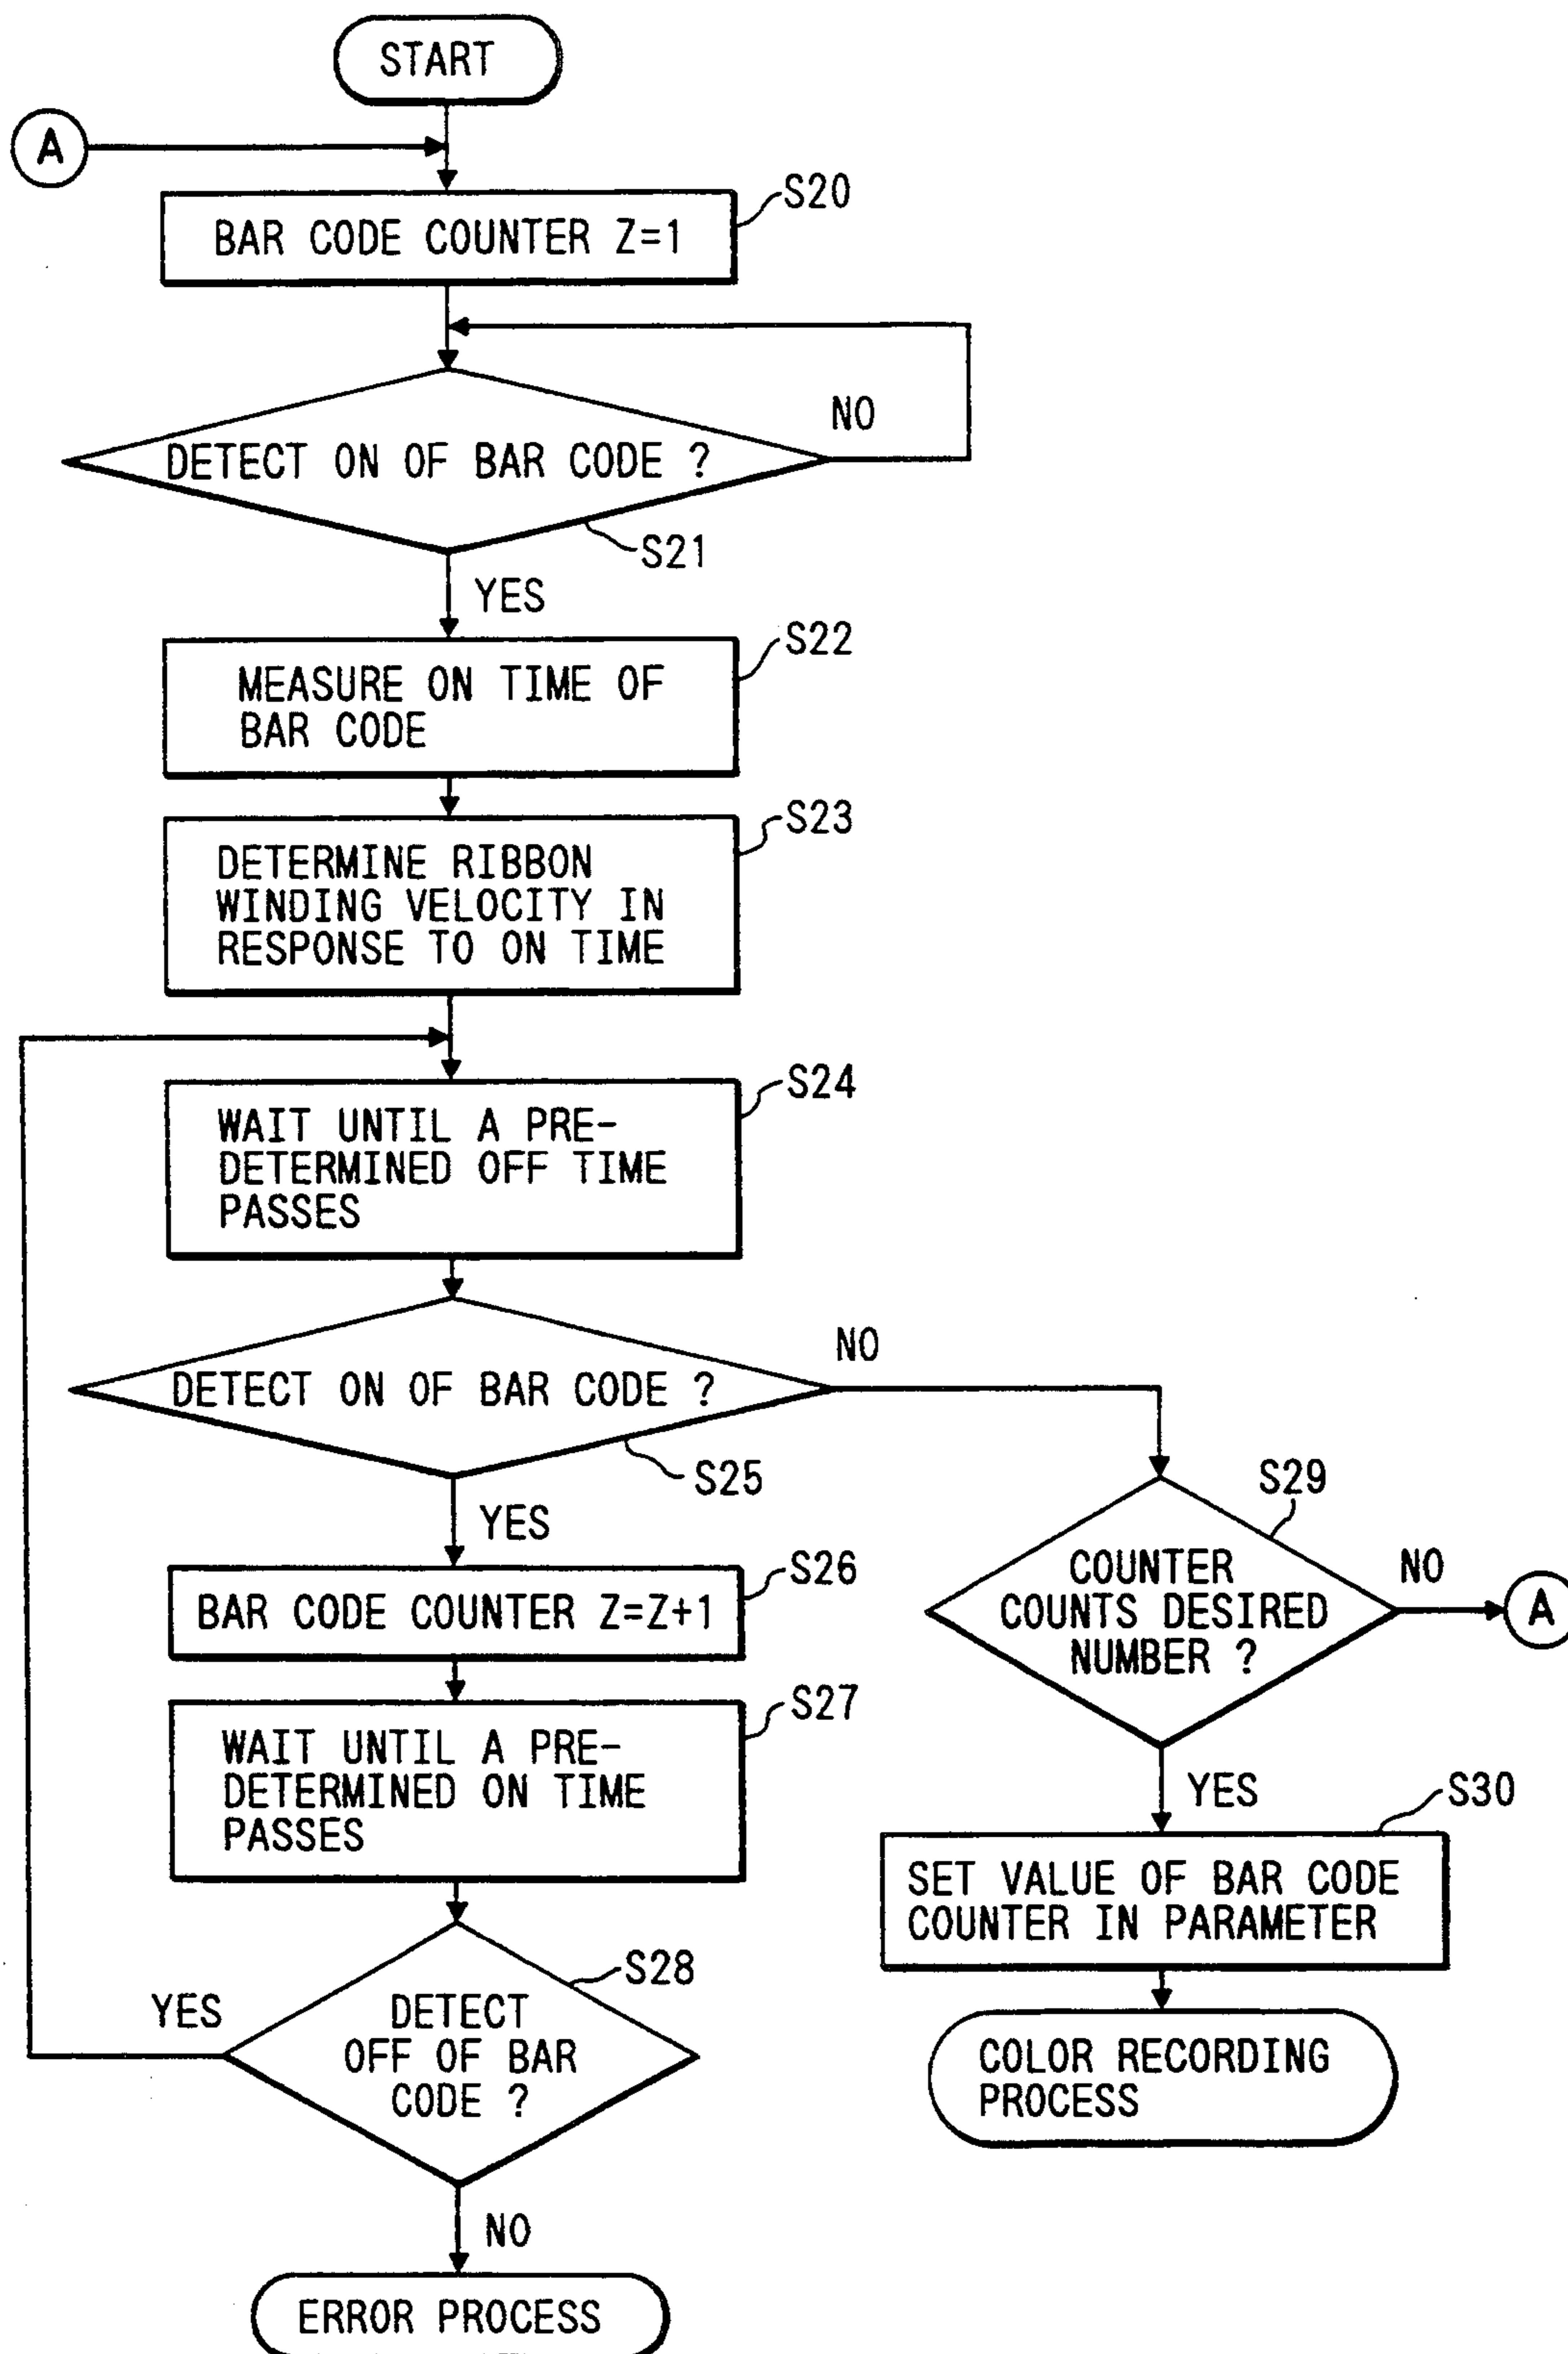 START
A
S20
BAR CODE COUNTER Z=1
NO
DETECT ON OF BAR CODE ?
S21
YES
S22
MEASURE ON TIME OF
BAR CODE
S23
DETERMINE RIBBON
WINDING VELOCITY IN
RESPONSE TO ON TIME
S24
WAIT UNTIL A PRE-
DETERMINED OFF TIME
PASSES
NO
DETECT ON OF BAR CODE ?
S25
YES
S26
BAR CODE COUNTER Z=Z+1
S27
WAIT UNTIL A PRE-
DETERMINED ON TIME
PASSES
S28
YES
DETECT
OFF OF BAR
CODE ?
NO
ERROR PROCESS
S29
COUNTER
COUNTS DESIRED
NUMBER ?
NO
A
YES
S30
SET VALUE OF BAR CODE
COUNTER IN PARAMETER
COLOR RECORDING
PROCESS